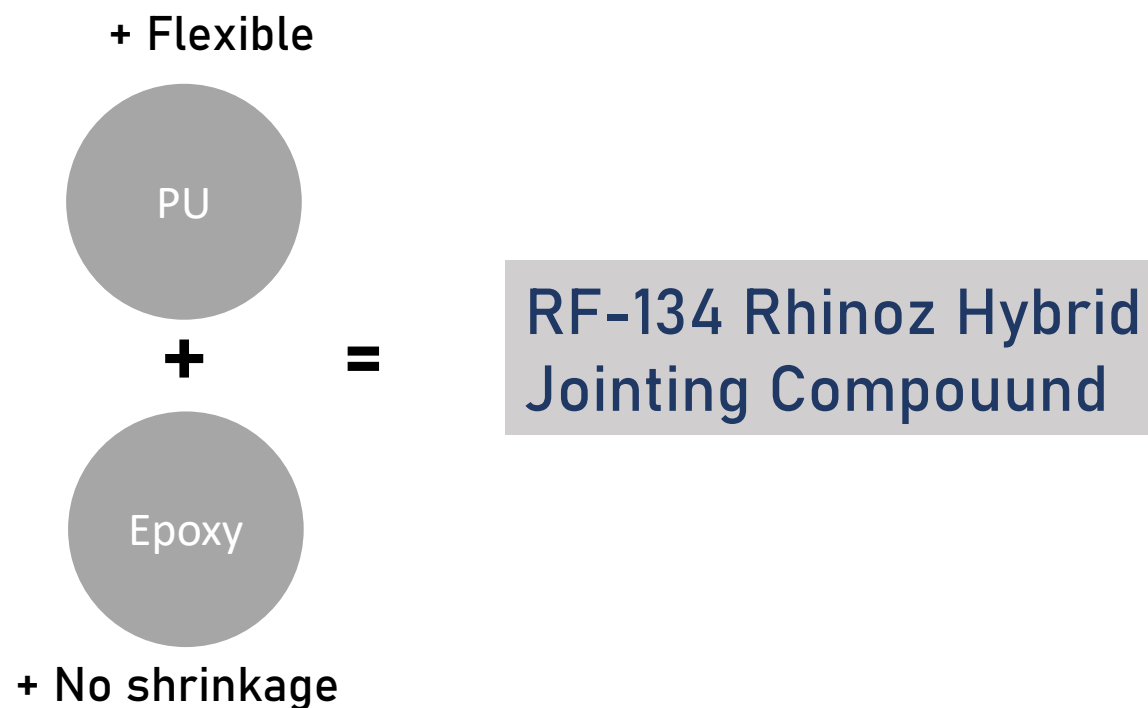 + Flexible
PU
+ =
Epoxy
+ No shrinkage
RF-134 Rhinoz Hybrid
Jointing Compouund